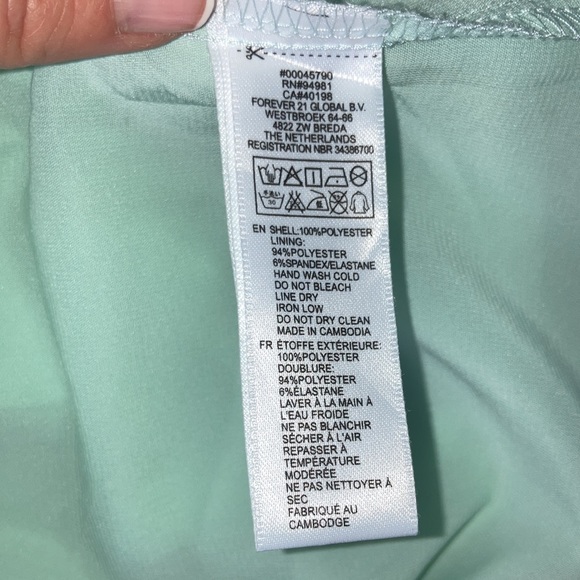 #00045790
RN#94981
CA#40198
FOREVER 21 GLOBAL B.V.
WESTBROEK 64-66
4822 ZW BREDA
THE NETHERLANDS
REGISTRATION NBR 34386700
EN SHELL:100%POLYESTER
LINING:
94%POLYESTER
6%SPANDEX/ELASTANE
HAND WASH COLD
DO NOT BLEACH
LINE DRY
IRON LOW
DO NOT DRY CLEAN
MADE IN CAMBODIA
FR ÉTOFFE EXTÉRIEURE:
100%POLYESTER
DOUBLURE:
94%POLYESTER
6%ÉLASTANE
LAVER À LA MAIN À
L'EAU FROIDE
NE PAS BLANCHIR
SÉCHER À L'AIR
REPASSER À
TEMPÉRATURE
MODÉRÉE
NE PAS NETTOYER À
SEC
FABRIQUÉ AU
CAMBODGE